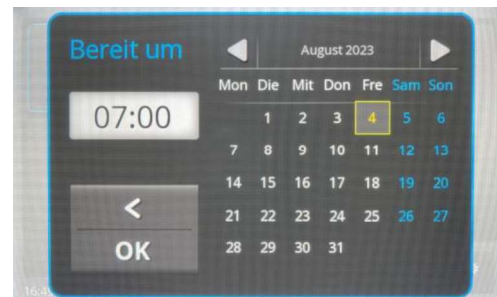 Bereit um
August 2023
Mon Die Mit Don Fre Sam Son
07:00
1 2 3 4 5 6
7 8 9 10 11 12 13
14 15 16 17 18 19 20
21 22 23 24 25 26 27
28 29 30 31
<
OK